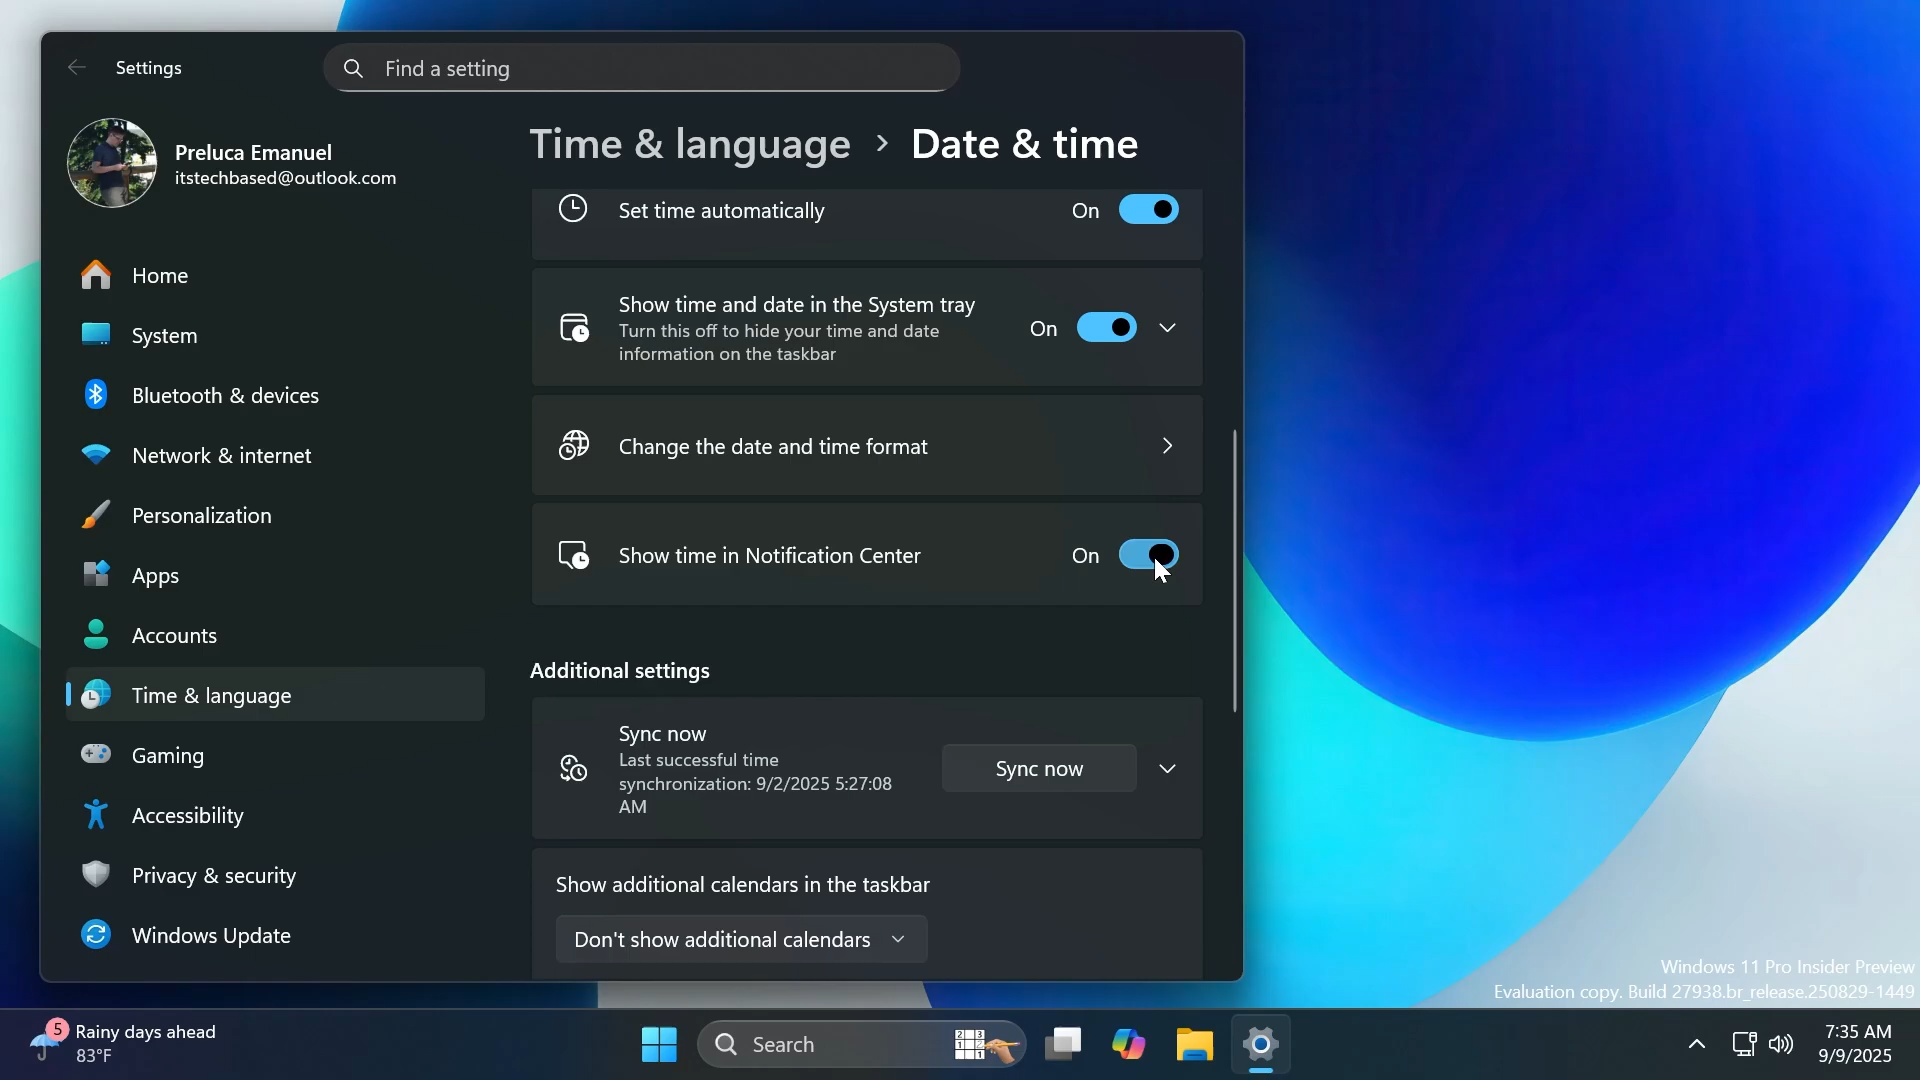 Settings
Find a setting
Preluca Emanuel
itstechbased@outlook.com
Home
System
Bluetooth & devices
Network & internet
Personalization
Apps
Accounts
Time & language
Gaming
Accessibility
Privacy & security
Windows Update
Time & language > Date & time
Set time automatically On
Show time and date in the System tray
Turn this off to hide your time and date
information on the taskbar
On
Change the date and time format
Show time in Notification Center On
Additional settings
Sync now
Last successful time
synchronization: 9/2/2025 5:27:08
AM
Sync now
Show additional calendars in the taskbar
Don't show additional calendars
Windows 11 Pro Insider Preview
Evaluation copy. Build 27938.br_release.250829-1449
5
Rainy days ahead
83°F
Search
7:35 AM
9/9/2025